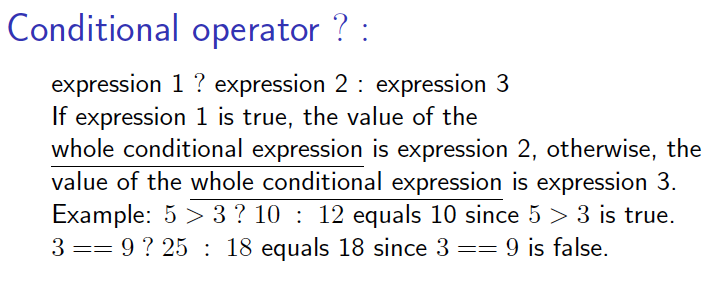 Conditional operator ? :
expression 1 ? expression 2 : expression 3
If expression 1 is true, the value of the
whole conditional expression is expression 2, otherwise, the
value of the whole conditional expression is expression 3.
Example: 5 > 3 ? 10 : 12 equals 10 since 5 > 3 is true.
3 == 9 ? 25 : 18 equals 18 since 3 == 9 is false.